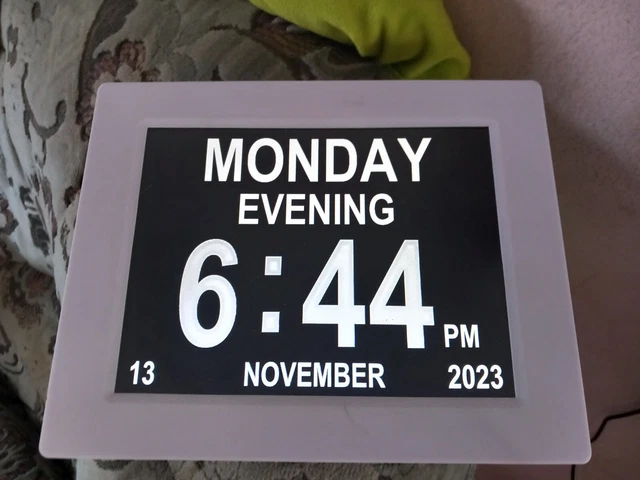 MONDAY
EVENING
6:44 PM
13 NOVEMBER 2023